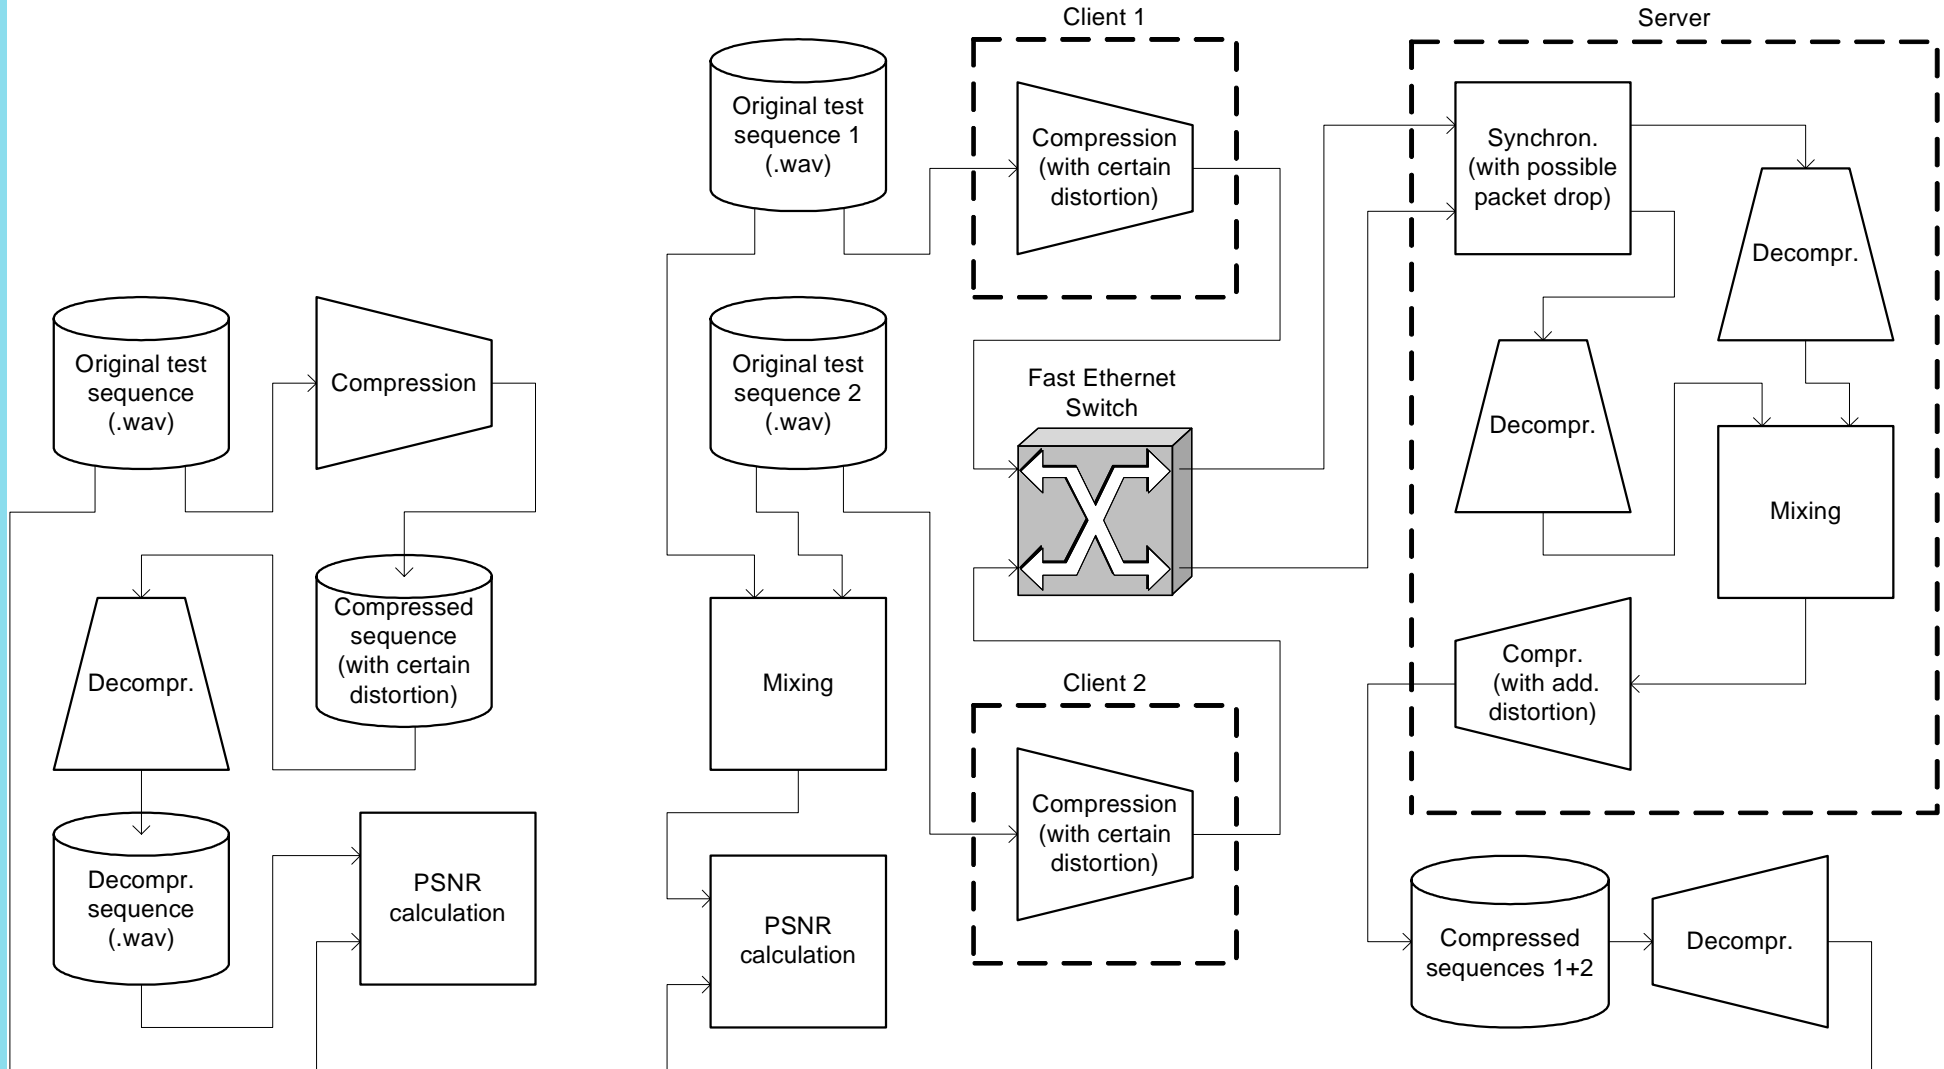 Original test
sequence
(.wav)
Compression
Compressed
sequence
(with certain
distortion)
Decompr.
Decompr.
sequence
(.wav)
PSNR
calculation
Original test
sequence 1
(.wav)
Original test
sequence 2
(.wav)
Mixing
PSNR
calculation
Client 1
Compression
(with certain
distortion)
Fast Ethernet
Switch
Client 2
Compression
(with certain
distortion)
Server
Synchron.
(with possible
packet drop)
Decompr.
Decompr.
Mixing
Compr.
(with add.
distortion)
Compressed
sequences 1+2
Decompr.